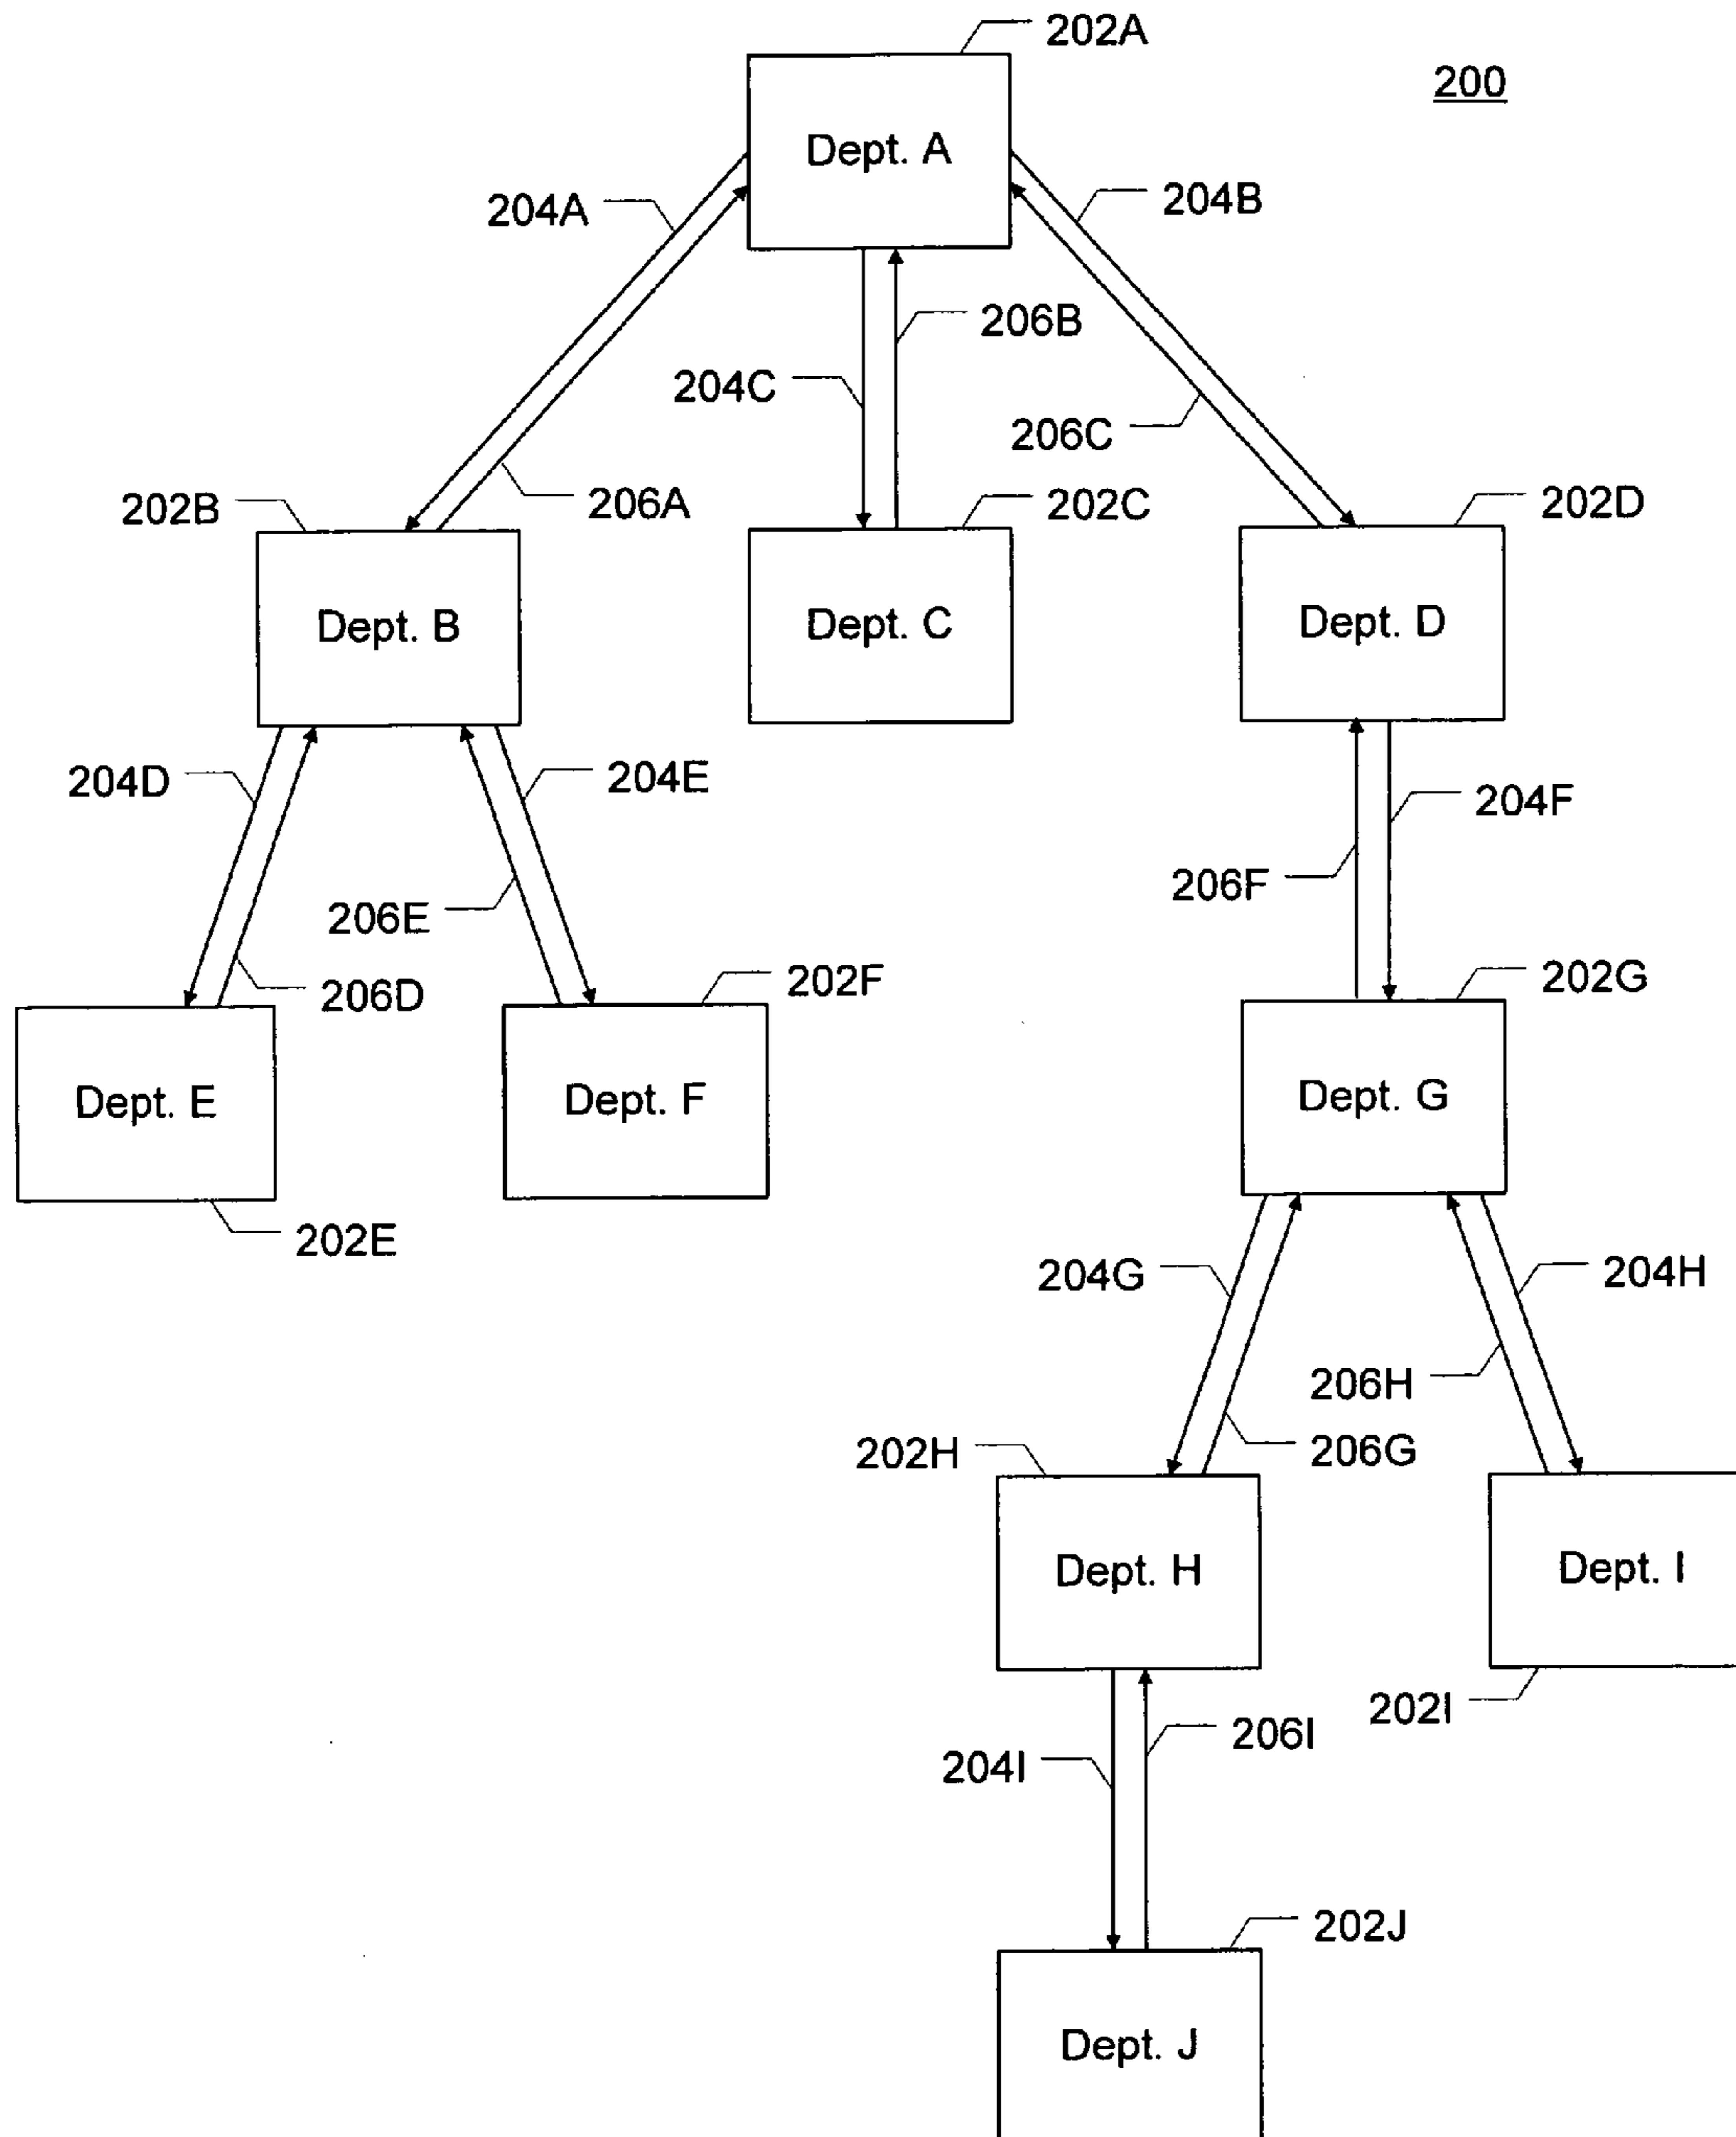 202A
200
Dept. A
204A
204B
206B
204C
206C
202B
206A
202C
202D
Dept. B
Dept. C
Dept. D
204D
204E
204F
206E
206F
206D
202F
202G
Dept. E
Dept. F
Dept. G
202E
204G
204H
206H
202H
206G
Dept. H
Dept. I
202I
206I
204I
202J
Dept. J